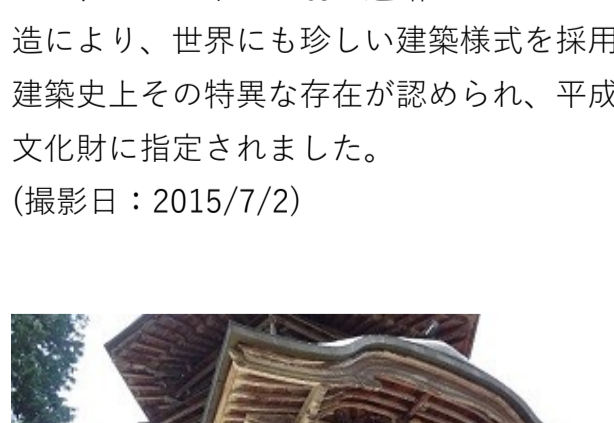 造により、世界にも珍しい建築様式を採用
建築史上その特異な存在が認められ、平成
文化財に指定されました。
(撮影日：2015/7/2)